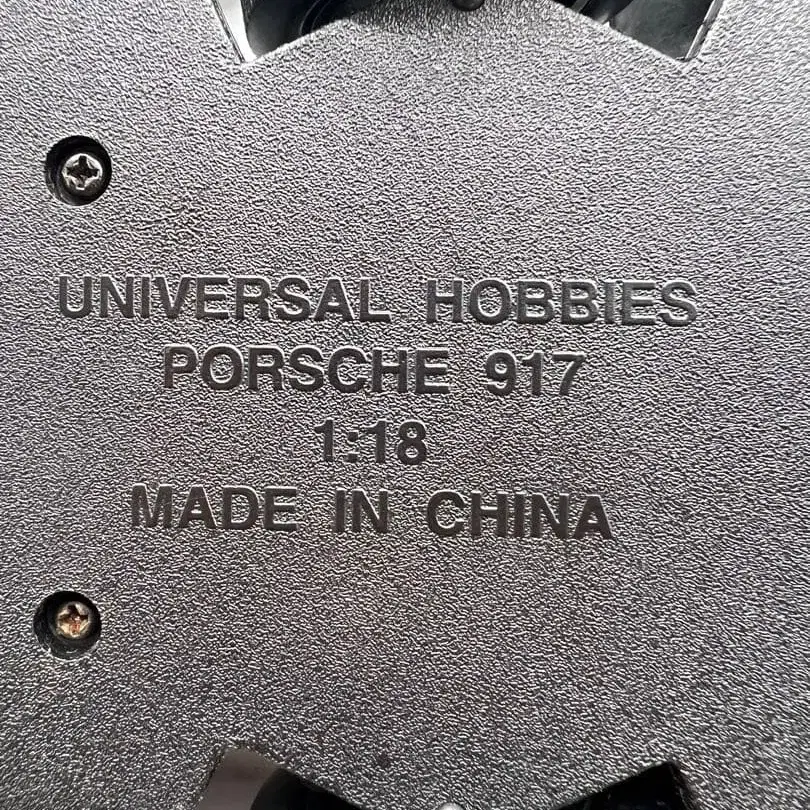 UNIVERSAL HOBBIES
PORSCHE 917
1:18
MADE IN CHINA